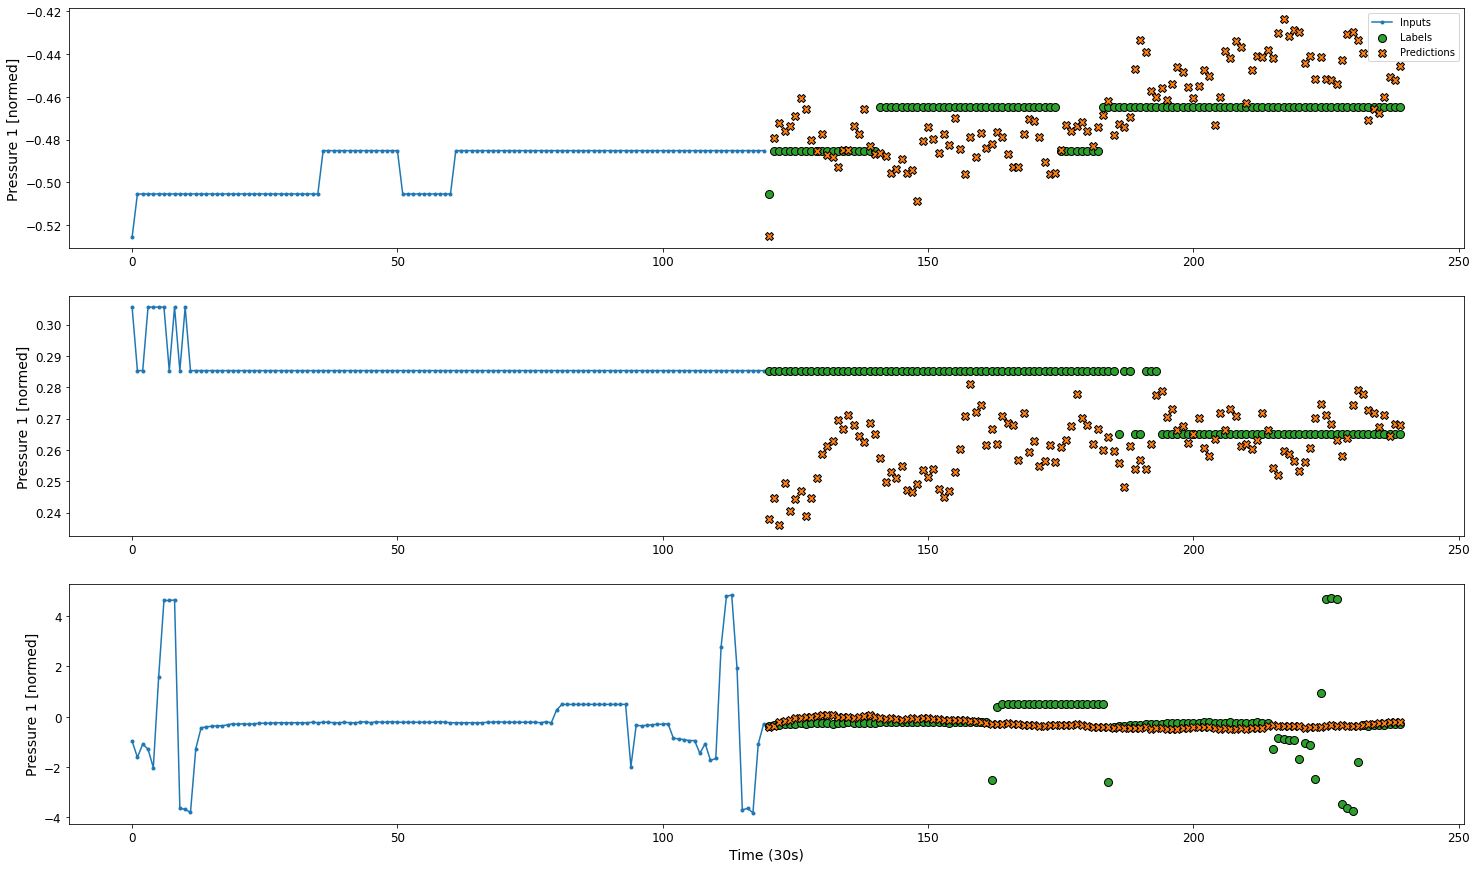 Pressure 1 [normed]
−0.42
−0.44
−0.46
−0.48
−0.50
−0.52
Inputs
Labels
Predictions
0 50 100 150 200 250
Pressure 1 [normed]
0.30
0.29
0.28
0.27
0.26
0.25
0.24
0 50 100 150 200 250
Pressure 1 [normed]
4
2
0
−2
−4
0 50 100 150 200 250
Time (30s)